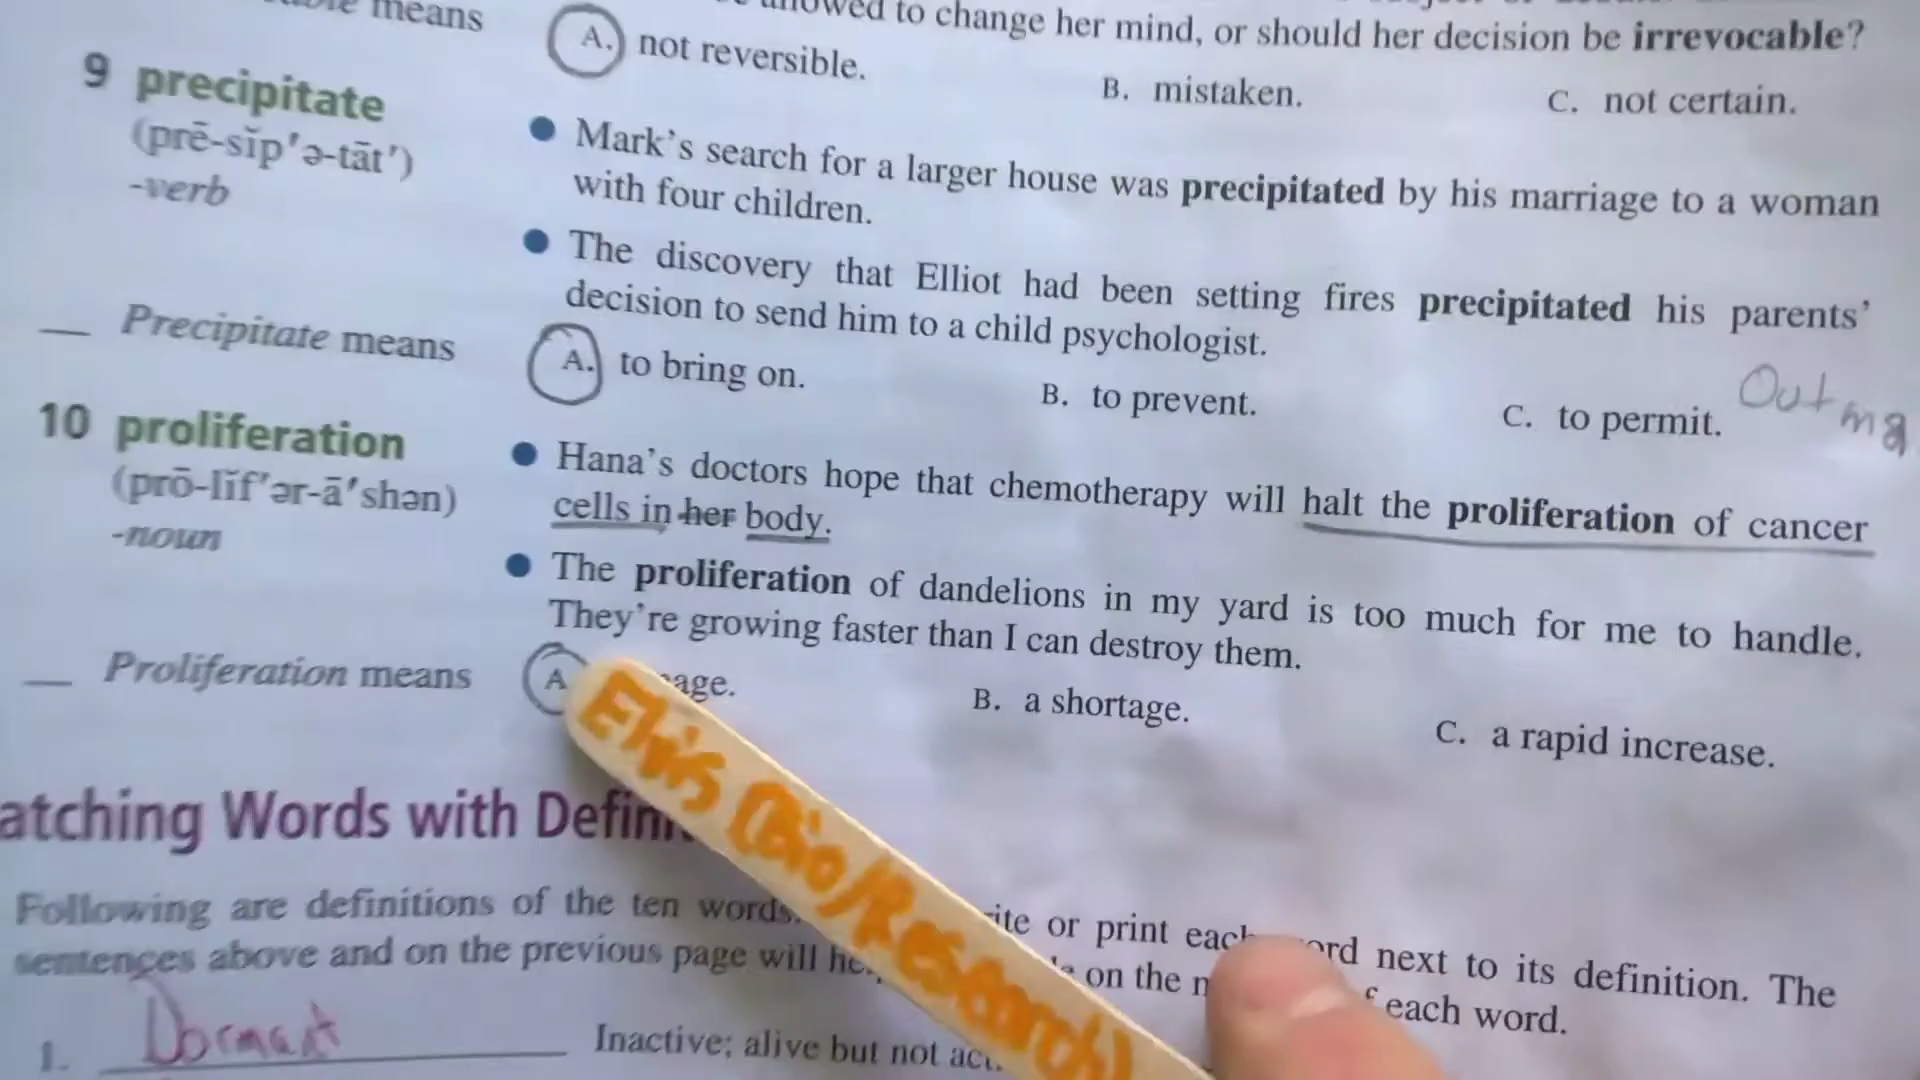 means
allowed to change her mind, or should her decision be irrevocable?
A. not reversible. B. mistaken. C. not certain.
9 precipitate
(prē-sĭp′ə-tāt′)
-verb
● Mark's search for a larger house was precipitated by his marriage to a woman
with four children.
● The discovery that Elliot had been setting fires precipitated his parents'
decision to send him to a child psychologist.
__ Precipitate means A. to bring on. B. to prevent. C. to permit.
Out
10 proliferation
(prō-lĭf′ər-ā′shən)
-noun
● Hana's doctors hope that chemotherapy will halt the proliferation of cancer
cells in her body.
● The proliferation of dandelions in my yard is too much for me to handle.
They're growing faster than I can destroy them.
__ Proliferation means A age. B. a shortage. C. a rapid increase.
Elvis (Bio/Research)
atching Words with Defini
Following are definitions of the ten words. ite or print each word next to its definition. The
sentences above and on the previous page will he on the each word.
1. Dormant Inactive; alive but not act